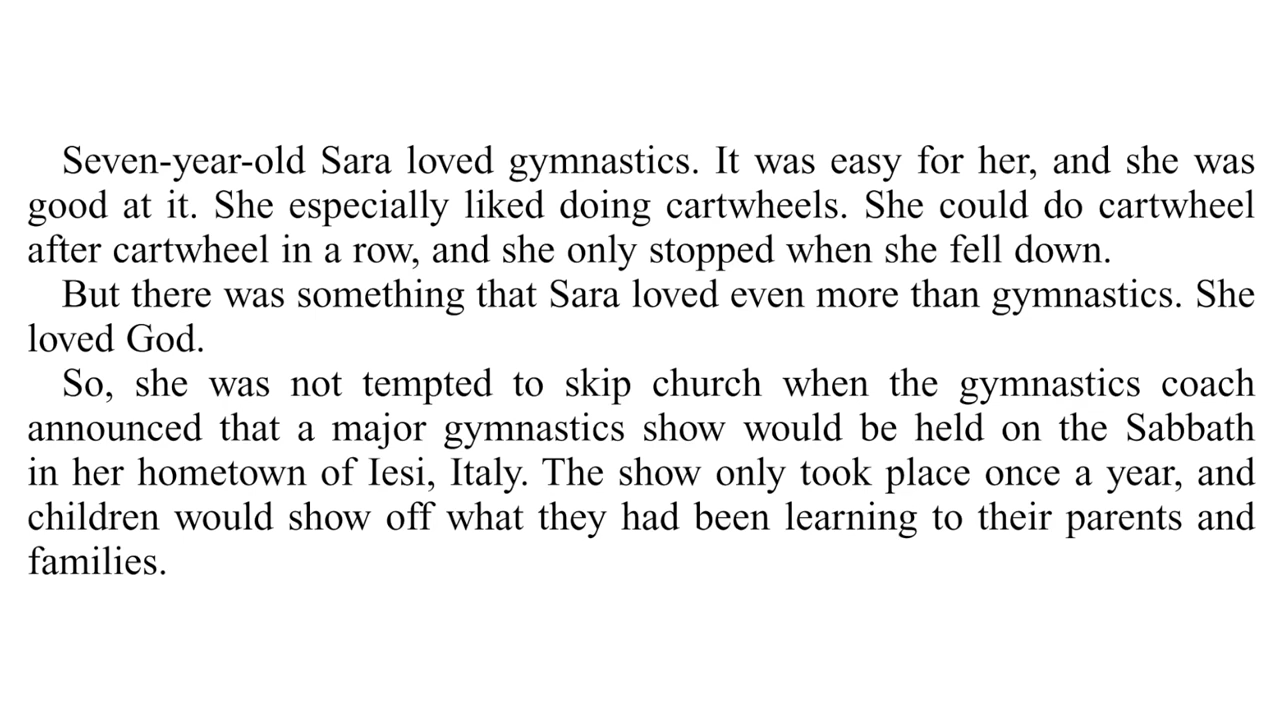 Seven-year-old Sara loved gymnastics. It was easy for her, and she was
good at it. She especially liked doing cartwheels. She could do cartwheel
after cartwheel in a row, and she only stopped when she fell down.
But there was something that Sara loved even more than gymnastics. She
loved God.
So, she was not tempted to skip church when the gymnastics coach
announced that a major gymnastics show would be held on the Sabbath
in her hometown of Iesi, Italy. The show only took place once a year, and
children would show off what they had been learning to their parents and
families.